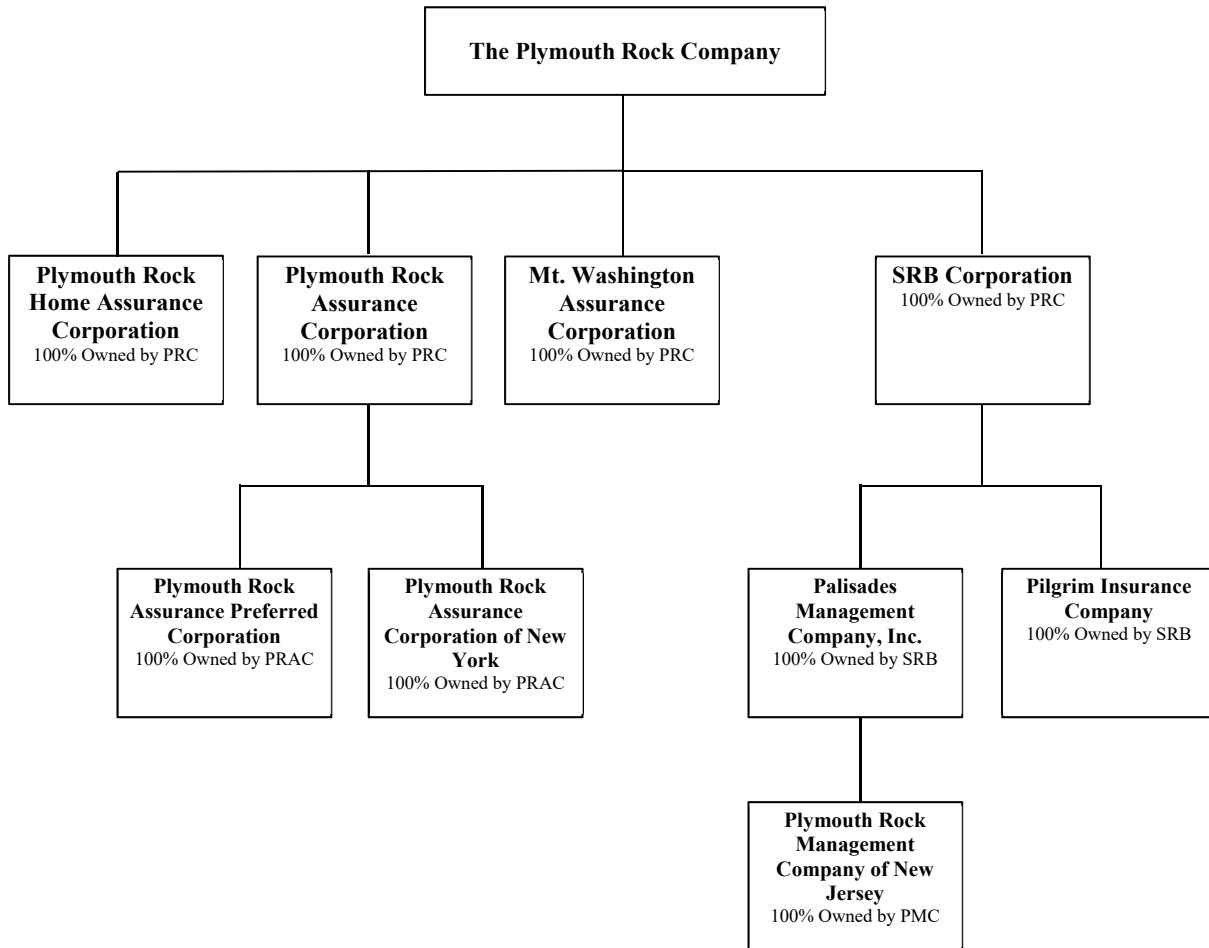 The Plymouth Rock Company
Plymouth Rock
Home Assurance
Corporation
100% Owned by PRC
Plymouth Rock
Assurance
Corporation
100% Owned by PRC
Mt. Washington
Assurance
Corporation
100% Owned by PRC
SRB Corporation
100% Owned by PRC
Plymouth Rock
Assurance Preferred
Corporation
100% Owned by PRAC
Plymouth Rock
Assurance
Corporation of New
York
100% Owned by PRAC
Palisades
Management
Company, Inc.
100% Owned by SRB
Pilgrim Insurance
Company
100% Owned by SRB
Plymouth Rock
Management
Company of New
Jersey
100% Owned by PMC